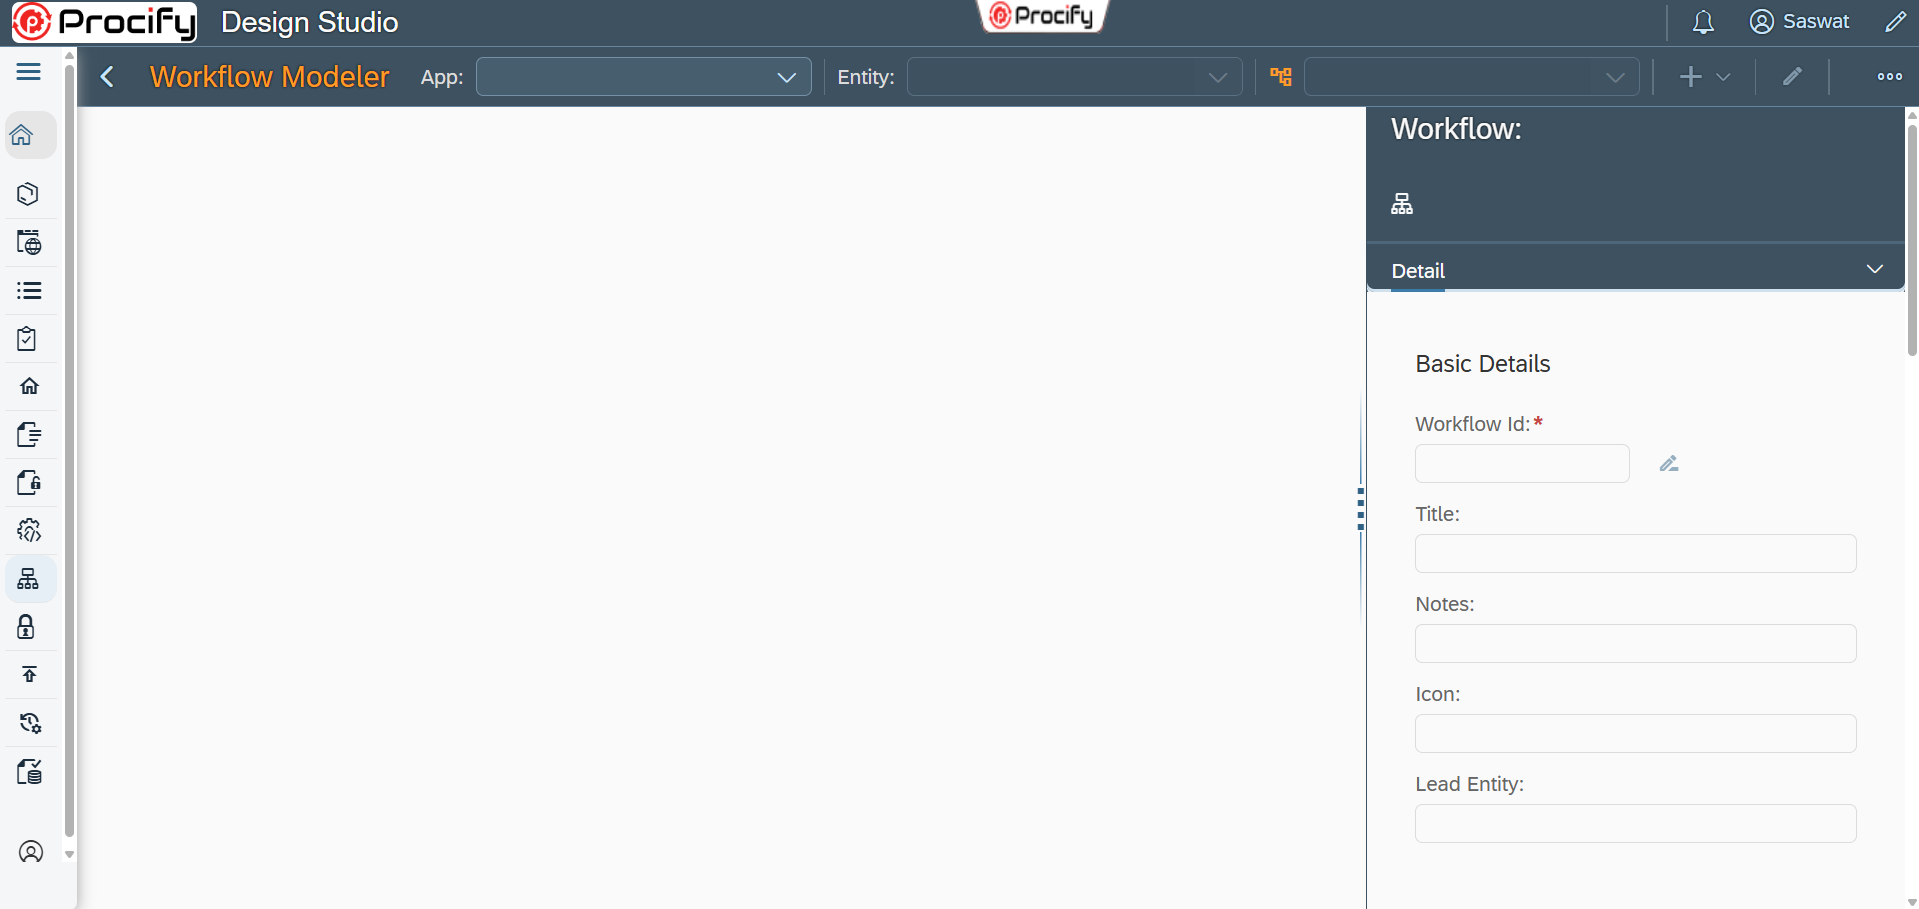 Procify Design Studio
Procify
Saswat
Workflow Modeler App: Entity:
Workflow:
Detail
Basic Details
Workflow Id:*
Title:
Notes:
Icon:
Lead Entity: